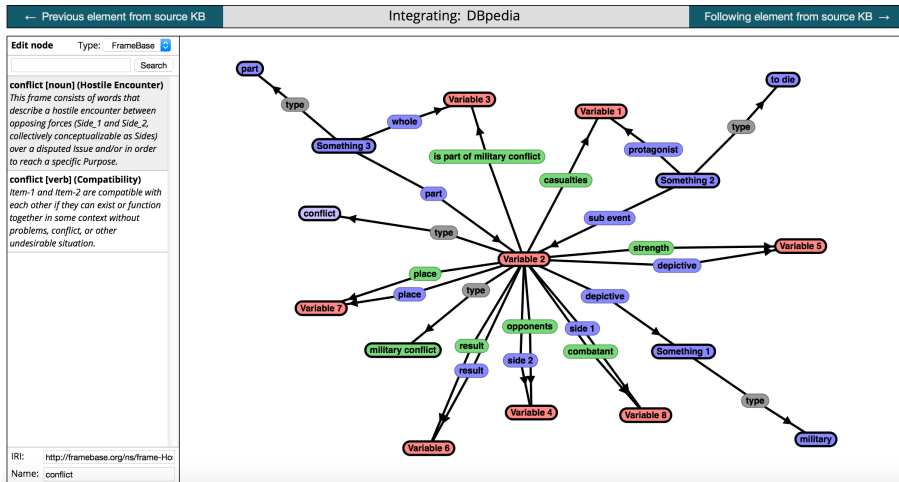 ← Previous element from source KB
Integrating: DBpedia
Following element from source KB →
Edit node
Type: FrameBase
Search
conflict [noun] (Hostile Encounter)
This frame consists of words that
describe a hostile encounter between
opposing forces (Side_1 and Side_2,
collectively conceptualizable as Sides)
over a disputed Issue and/or in order
to reach a specific Purpose.
conflict [verb] (Compatibility)
Item-1 and Item-2 are compatible with
each other if they can exist or function
together in some context without
problems, conflict, or other
undesirable situation.
IRI: http://framebase.org/ns/frame-Ho
Name: conflict
part
type
Variable 3
whole
Something 3
is part of military conflict
Variable 1
to die
type
protagonist
casualties
Something 2
part
conflict
type
sub event
Variable 2
strength
Variable 5
depictive
place
place
type
depictive
Variable 7
opponents
side 1
military conflict
result
side 2
combatant
Something 1
result
type
Variable 4
Variable 8
Variable 6
military